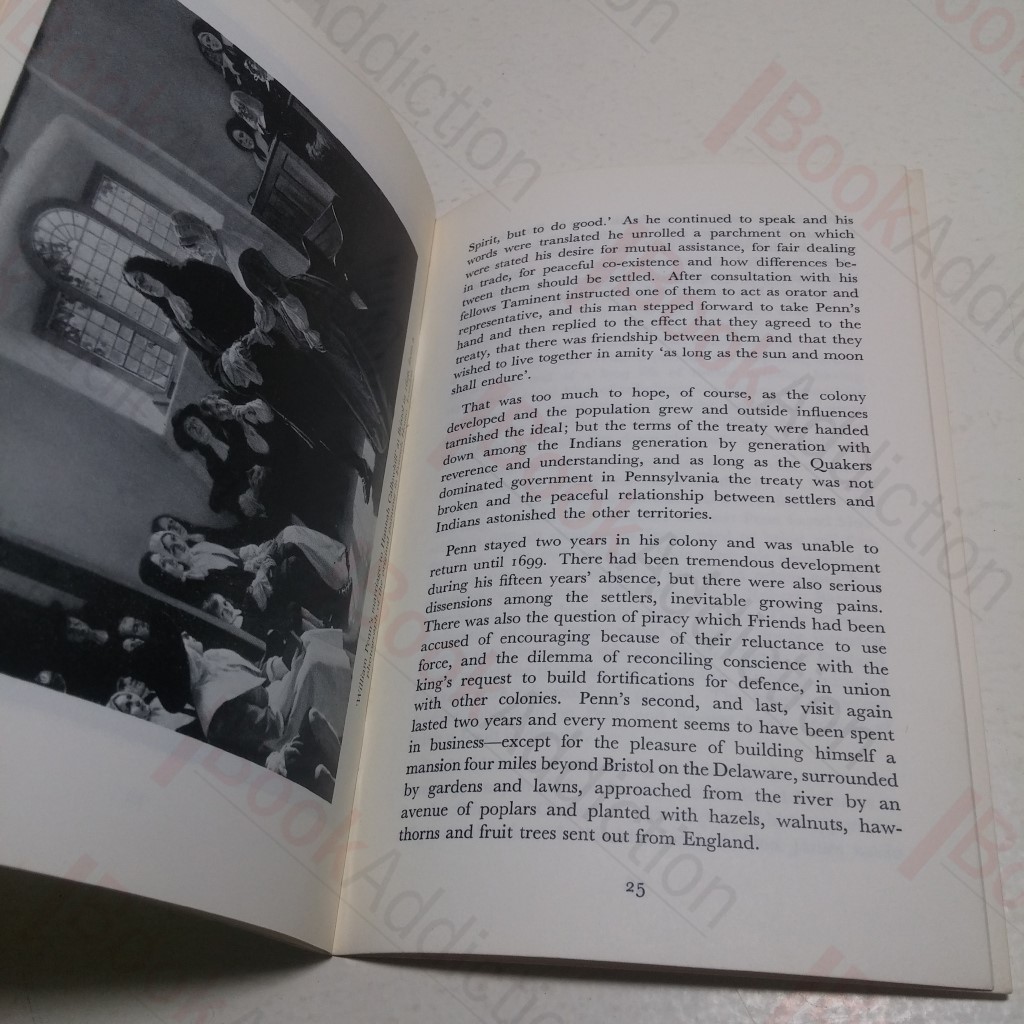 Spirit, but to do good.' As he continued to speak and his
words were translated he unrolled a parchment on which
were stated his desire for mutual assistance, for fair dealing
in trade, for peaceful co-existence and how differences be-
tween them should be settled. After consultation with his
fellows Taminent instructed one of them to act as orator and
representative, and this man stepped forward to take Penn's
hand and then replied to the effect that they agreed to the
treaty, that there was friendship between them and that they
wished to live together in amity 'as long as the sun and moon
shall endure'.
That was too much to hope, of course, as the colony
developed and the population grew and outside influences
tarnished the ideal; but the terms of the treaty were handed
down among the Indians generation by generation with
reverence and understanding, and as long as the Quakers
dominated government in Pennsylvania the treaty was not
broken and the peaceful relationship between settlers and
Indians astonished the other territories.
Penn stayed two years in his colony and was unable to
return until 1699. There had been tremendous development
during his fifteen years' absence, but there were also serious
dissensions among the settlers, inevitable growing pains.
There was also the question of piracy which Friends had been
accused of encouraging because of their reluctance to use
force, and the dilemma of reconciling conscience with the
king's request to build fortifications for defence, in union
with other colonies. Penn's second, and last, visit again
lasted two years and every moment seems to have been spent
in business—except for the pleasure of building himself a
mansion four miles beyond Bristol on the Delaware, surrounded
by gardens and lawns, approached from the river by an
avenue of poplars and planted with hazels, walnuts, haw-
thorns and fruit trees sent out from England.
25
William Penn's marriage to Hannah Callowhill at Bristol in
BookAddiction